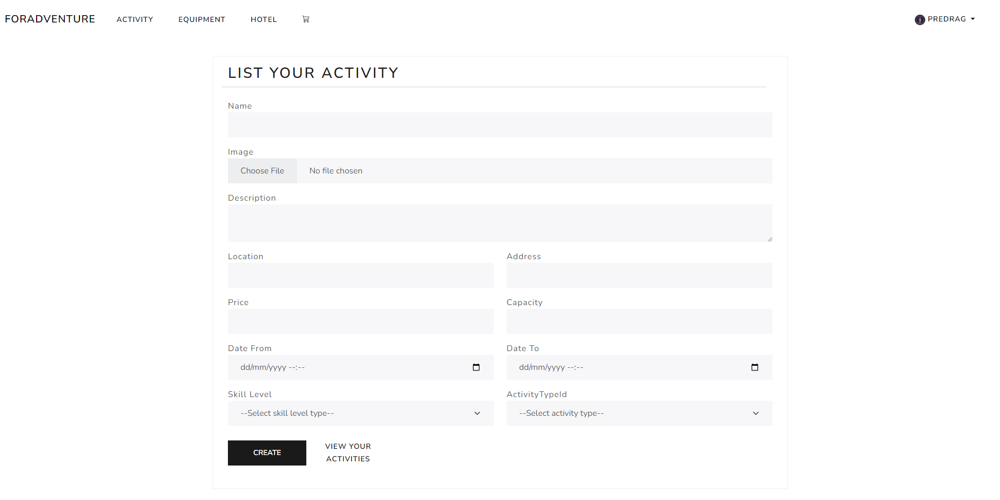 FORADVENTURE ACTIVITY EQUIPMENT HOTEL PREDRAG
LIST YOUR ACTIVITY
Name
Image
Choose File No file chosen
Description
Location Address
Price Capacity
Date From Date To
dd/mm/yyyy --:-- dd/mm/yyyy --:--
Skill Level ActivityTypeId
--Select skill level type-- --Select activity type--
CREATE
VIEW YOUR
ACTIVITIES